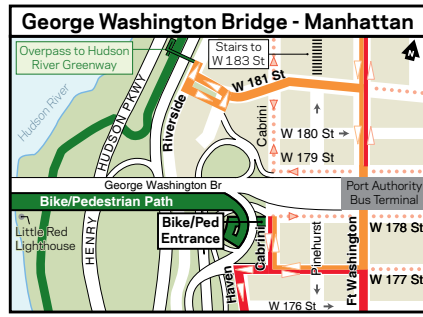 George Washington Bridge - Manhattan
Overpass to Hudson
River Greenway
Stairs to
W 183 St
N
Hudson River
HUDSON PKWY
Riverside
W 181 St
Cabrini
W 180 St
W 179 St
George Washington Br
Bike/Pedestrian Path
Port Authority
Bus Terminal
Little Red
Lighthouse
HENRY
Bike/Ped
Entrance
Cabrini
Pinehurst
Ft Washington
W 178 St
W 177 St
Haven
W 176 St